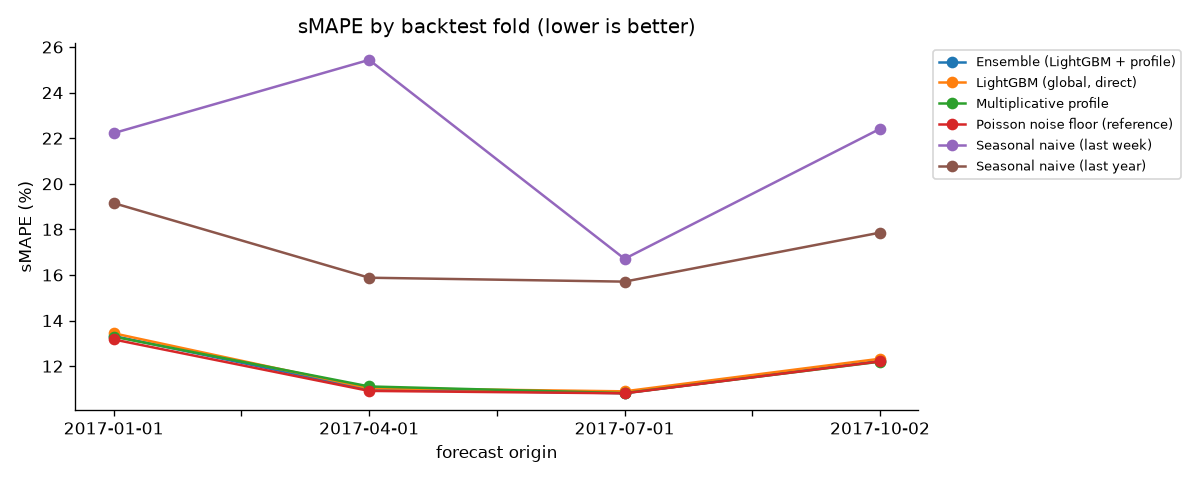 sMAPE by backtest fold (lower is better)
26
24
22
20
18
16
14
12
sMAPE (%)
2017-01-01
2017-04-01
2017-07-01
2017-10-02
forecast origin
Ensemble (LightGBM + profile)
LightGBM (global, direct)
Multiplicative profile
Poisson noise floor (reference)
Seasonal naive (last week)
Seasonal naive (last year)